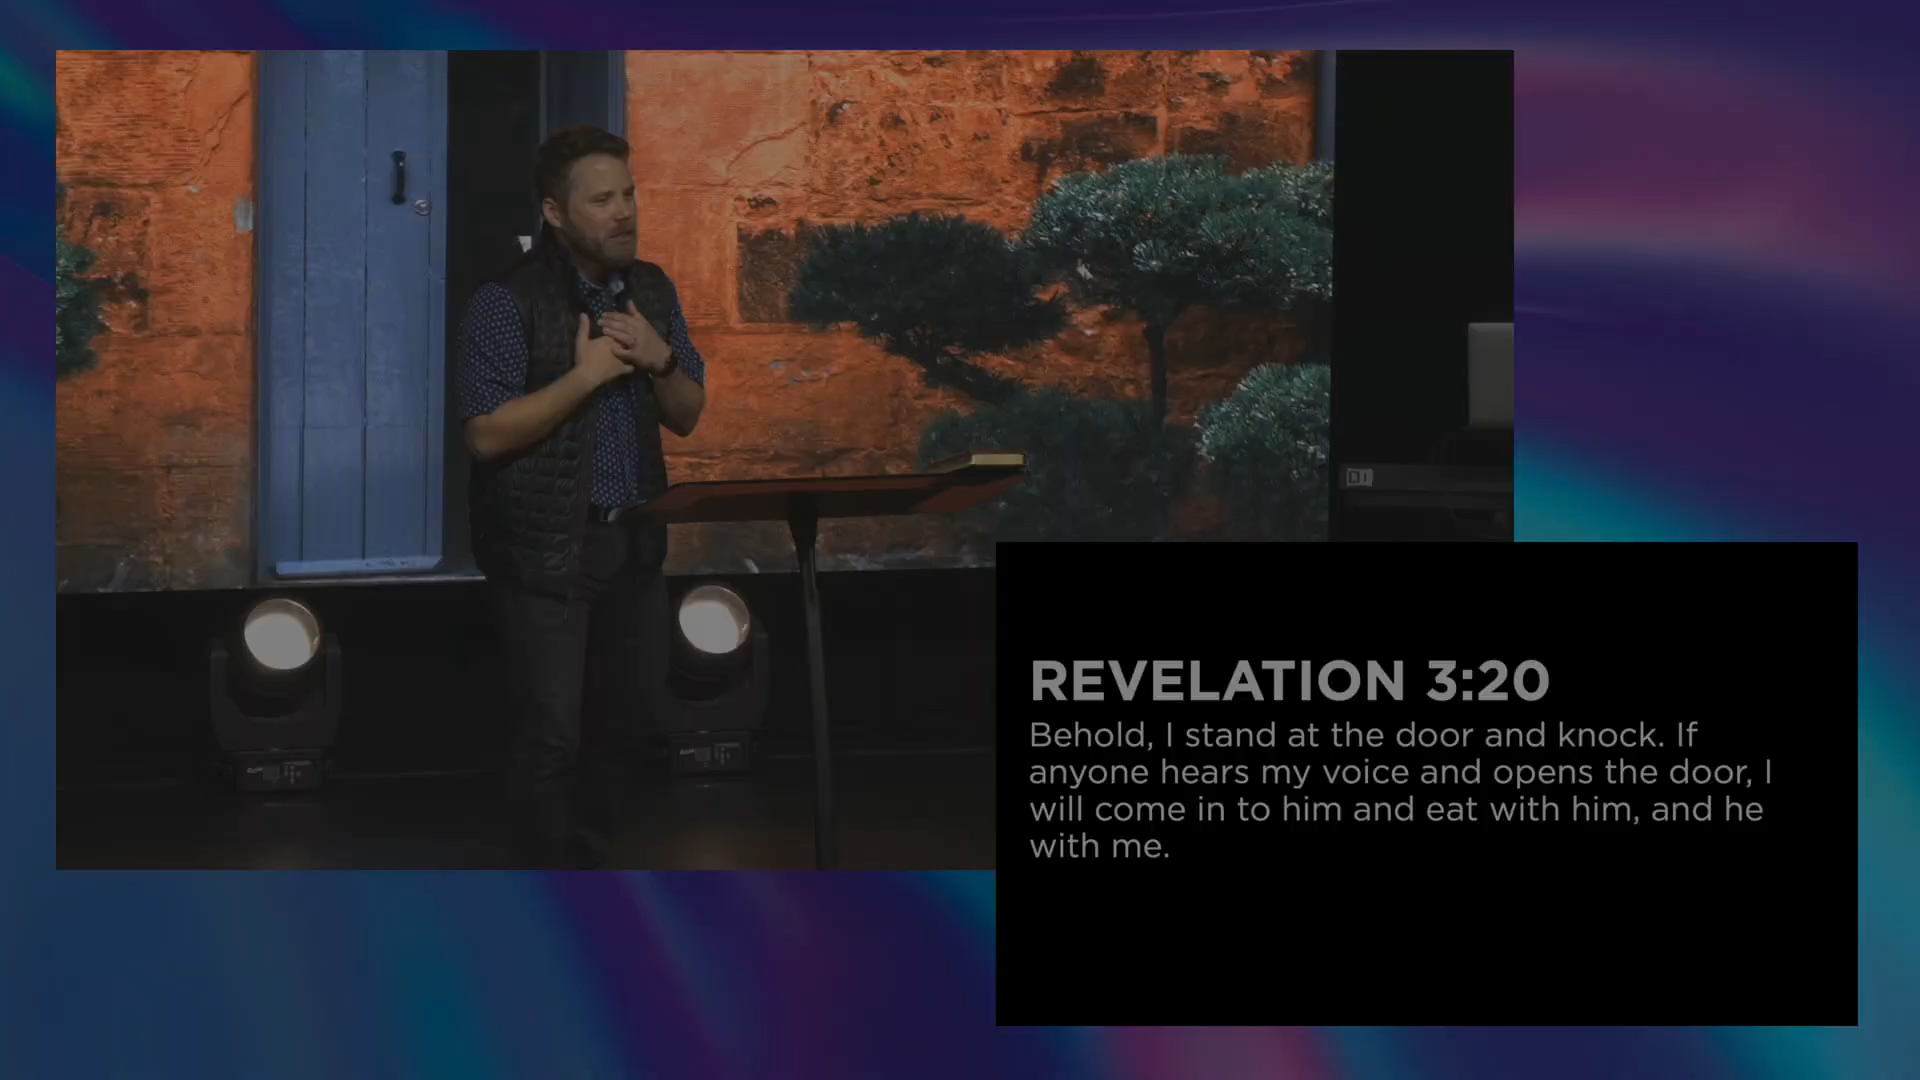 REVELATION 3:20
Behold, I stand at the door and knock. If
anyone hears my voice and opens the door, I
will come in to him and eat with him, and he
with me.